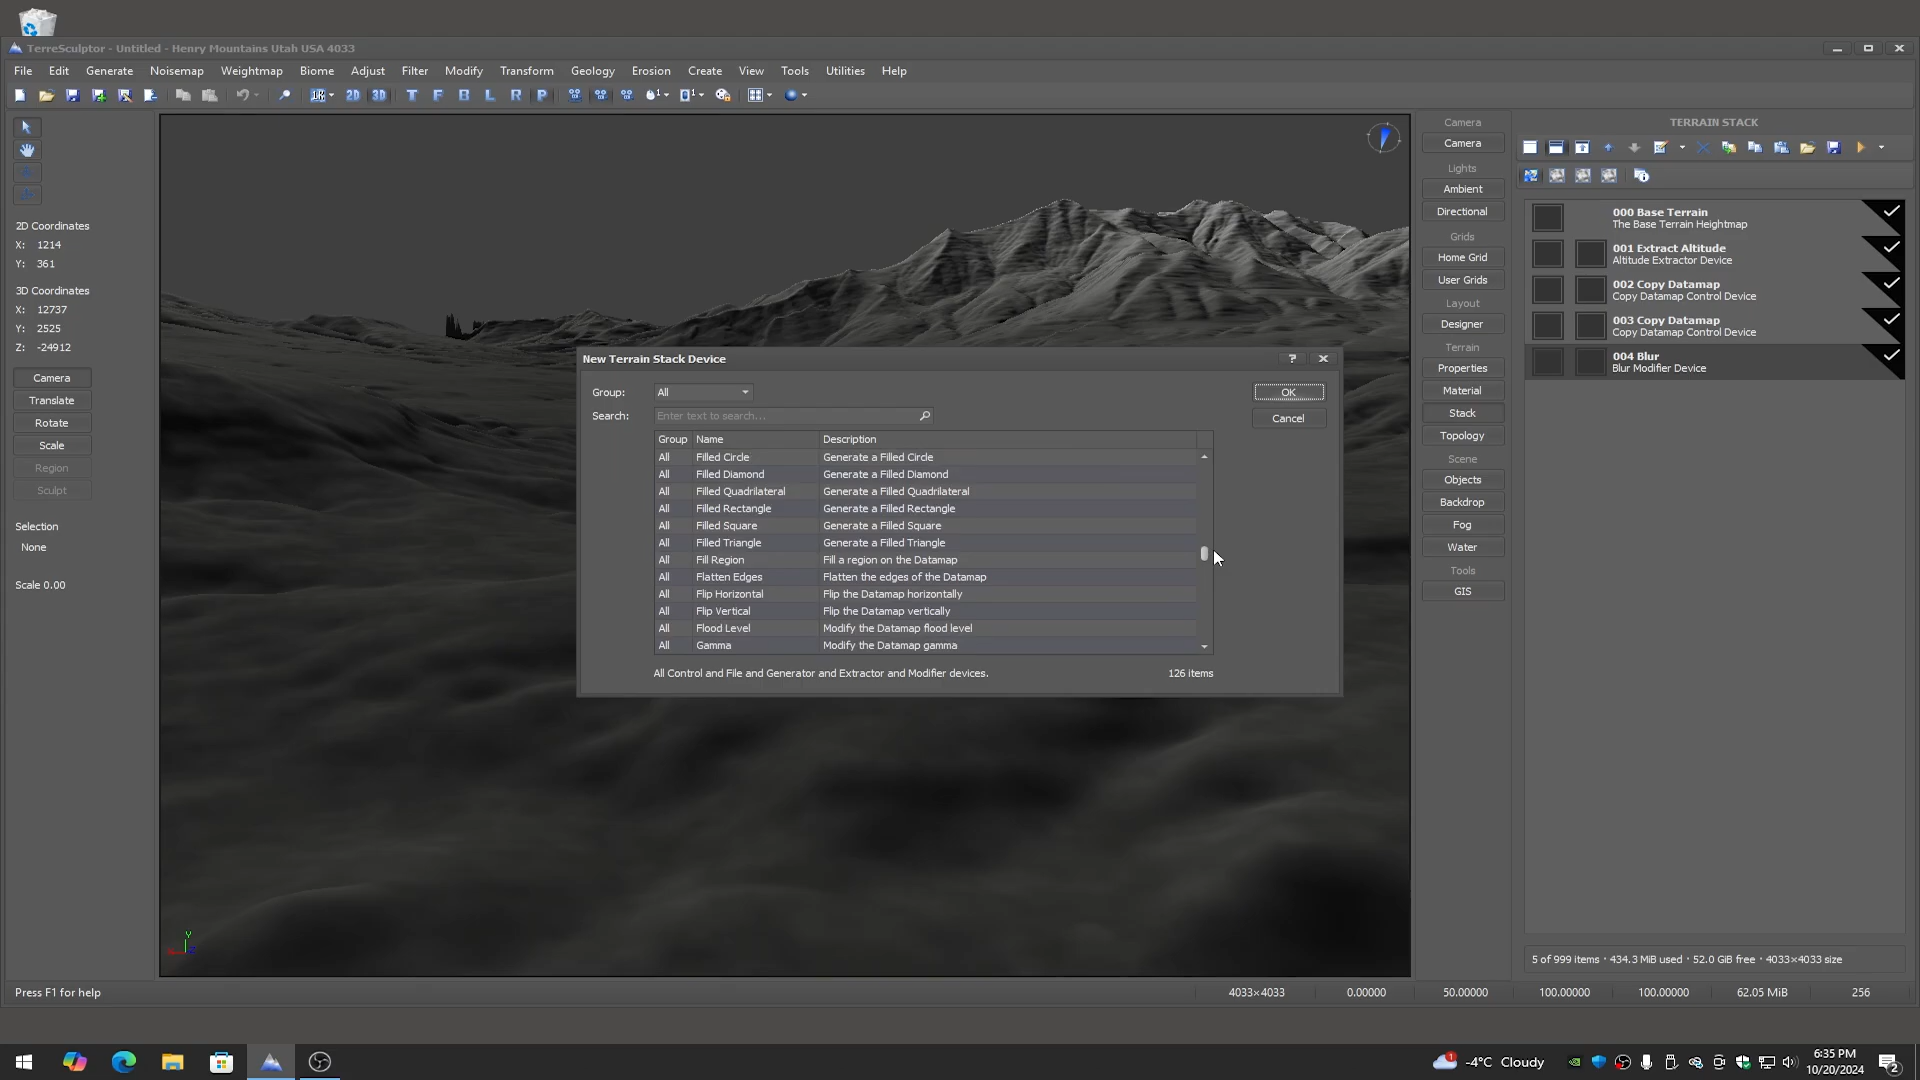 TerreSculptor - Untitled - Henry Mountains Utah USA 4033
File Edit Generate Noisemap Weightmap Biome Adjust Filter Modify Transform Geology Erosion Create View Tools Utilities Help
2D 3D T F B L R P
2D Coordinates
X: 1214
Y: 361
3D Coordinates
X: 12737
Y: 2525
Z: -24912
Camera
Translate
Rotate
Scale
Region
Sculpt
Selection
None
Scale 0.00
New Terrain Stack Device
Group: All
Search: Enter text to search...
OK
Cancel
Group Name Description
All Filled Circle Generate a Filled Circle
All Filled Diamond Generate a Filled Diamond
All Filled Quadrilateral Generate a Filled Quadrilateral
All Filled Rectangle Generate a Filled Rectangle
All Filled Square Generate a Filled Square
All Filled Triangle Generate a Filled Triangle
All Fill Region Fill a region on the Datamap
All Flatten Edges Flatten the edges of the Datamap
All Flip Horizontal Flip the Datamap horizontally
All Flip Vertical Flip the Datamap vertically
All Flood Level Modify the Datamap flood level
All Gamma Modify the Datamap gamma
All Control and File and Generator and Extractor and Modifier devices. 126 items
Y
Camera
Camera
Lights
Ambient
Directional
Grids
Home Grid
User Grids
Layout
Designer
Terrain
Properties
Material
Stack
Topology
Scene
Objects
Backdrop
Fog
Water
Tools
GIS
TERRAIN STACK
000 Base Terrain
The Base Terrain Heightmap
001 Extract Altitude
Altitude Extractor Device
002 Copy Datamap
Copy Datamap Control Device
003 Copy Datamap
Copy Datamap Control Device
004 Blur
Blur Modifier Device
5 of 999 items • 434.3 MiB used • 52.0 GiB free • 4033×4033 size
Press F1 for help
4033×4033 0.00000 50.00000 100.00000 100.00000 62.05 MiB 256
-4°C Cloudy
6:35 PM
10/20/2024